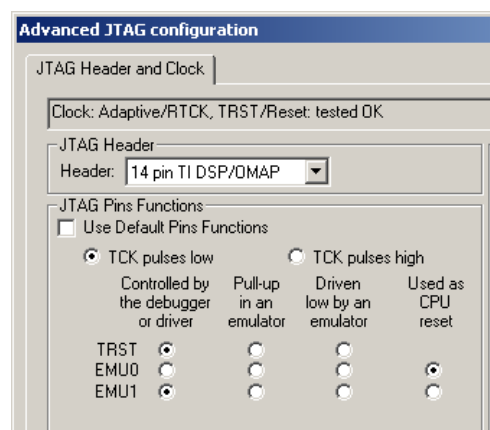 Advanced JTAG configuration
JTAG Header and Clock
Clock: Adaptive/RTCK, TRST/Reset: tested OK
JTAG Header
Header: 14 pin TI DSP/OMAP
JTAG Pins Functions
Use Default Pins Functions
TCK pulses low TCK pulses high
Controlled by Pull-up Driven Used as
the debugger in an low by an CPU
or driver emulator emulator reset
TRST
EMU0
EMU1